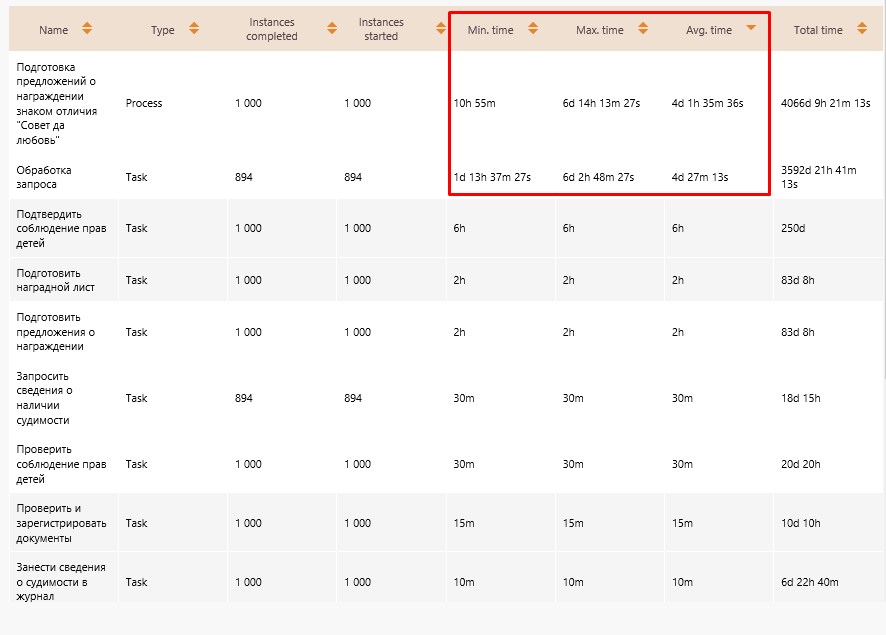 Name Type Instances completed Instances started Min. time Max. time Avg. time Total time
Подготовка
предложений о
награждении
знаком отличия
"Совет да
любовь"
Process 1 000 1 000 10h 55m 6d 14h 13m 27s 4d 1h 35m 36s 4066d 9h 21m 13s
Обработка
запроса
Task 894 894 1d 13h 37m 27s 6d 2h 48m 27s 4d 27m 13s 3592d 21h 41m
13s
Подтвердить
соблюдение прав
детей
Task 1 000 1 000 6h 6h 6h 250d
Подготовить
наградной лист
Task 1 000 1 000 2h 2h 2h 83d 8h
Подготовить
предложения о
награждении
Task 1 000 1 000 2h 2h 2h 83d 8h
Запросить
сведения о
наличии
судимости
Task 894 894 30m 30m 30m 18d 15h
Проверить
соблюдение прав
детей
Task 1 000 1 000 30m 30m 30m 20d 20h
Проверить и
зарегистрировать
документы
Task 1 000 1 000 15m 15m 15m 10d 10h
Занести сведения
о судимости в
журнал
Task 1 000 1 000 10m 10m 10m 6d 22h 40m